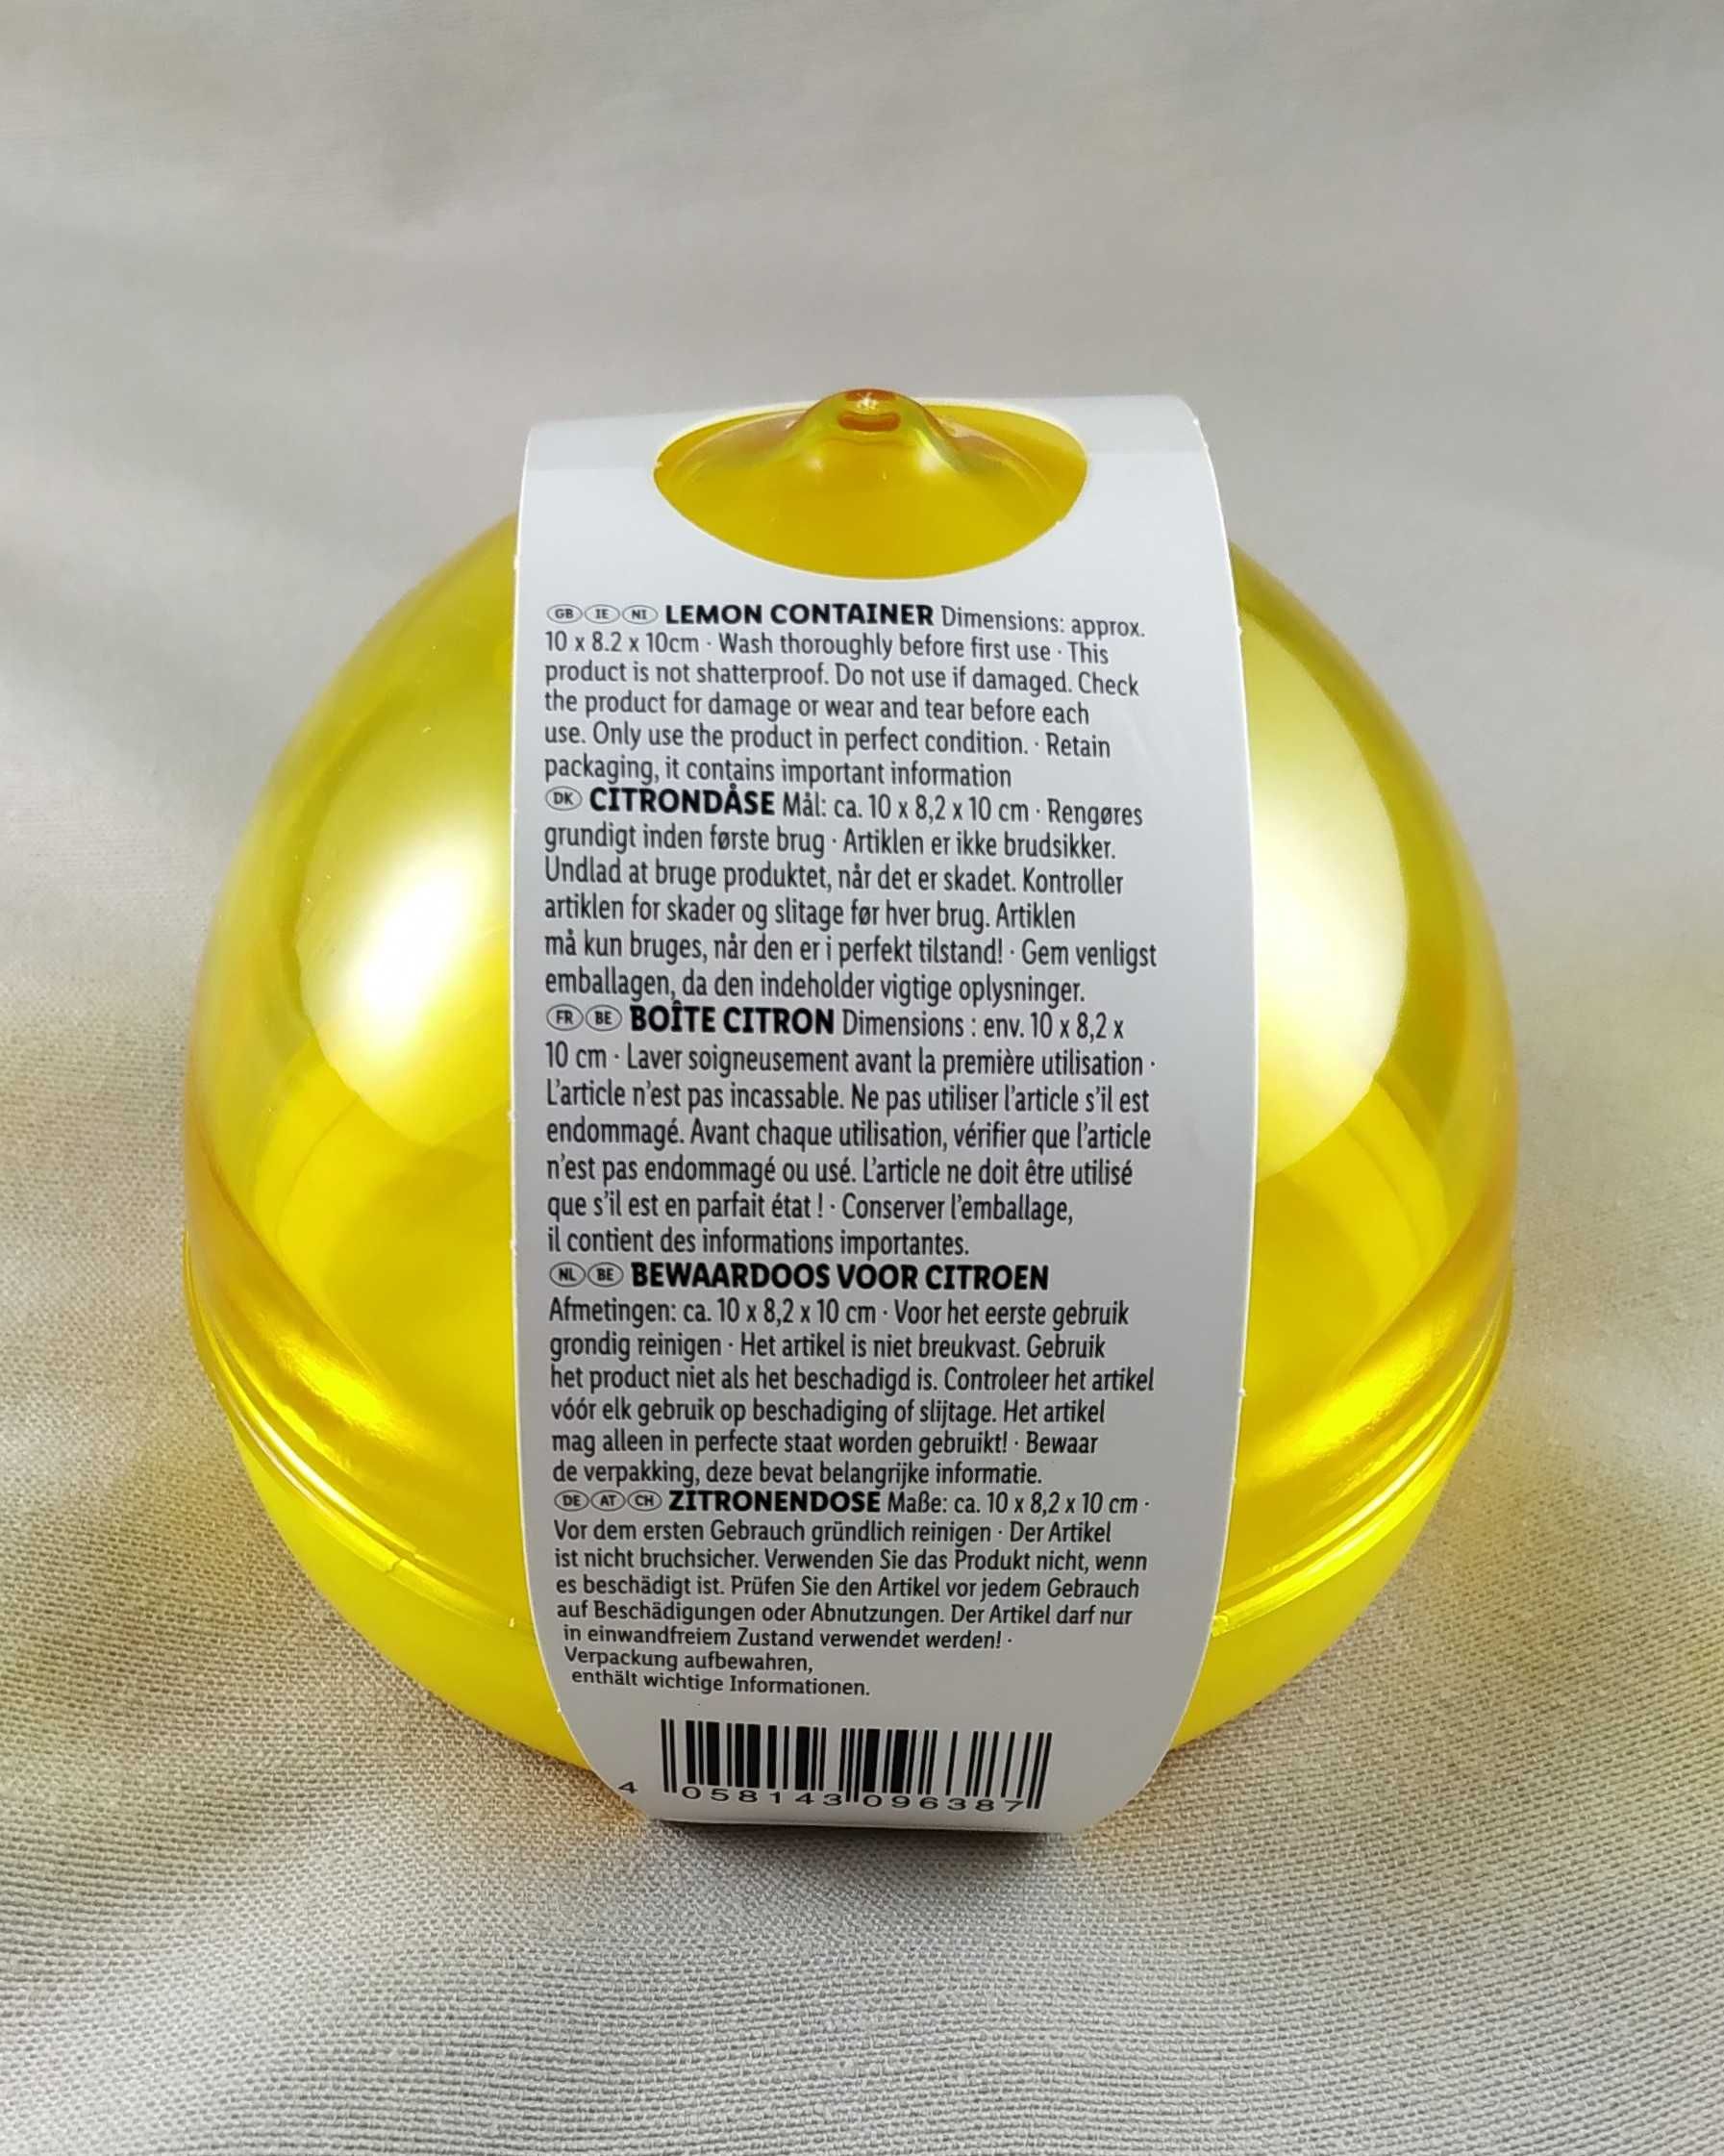 GB IE NI LEMON CONTAINER Dimensions: approx.
10 x 8.2 x 10cm · Wash thoroughly before first use · This
product is not shatterproof. Do not use if damaged. Check
the product for damage or wear and tear before each
use. Only use the product in perfect condition. · Retain
packaging, it contains important information
DK CITRONDÅSE Mål: ca. 10 x 8,2 x 10 cm · Rengøres
grundigt inden første brug · Artiklen er ikke brudsikker.
Undlad at bruge produktet, når det er skadet. Kontroller
artiklen for skader og slitage før hver brug. Artiklen
må kun bruges, når den er i perfekt tilstand! · Gem venligst
emballagen, da den indeholder vigtige oplysninger.
FR BE BOÎTE CITRON Dimensions : env. 10 x 8,2 x
10 cm · Laver soigneusement avant la première utilisation ·
L'article n'est pas incassable. Ne pas utiliser l'article s'il est
endommagé. Avant chaque utilisation, vérifier que l'article
n'est pas endommagé ou usé. L'article ne doit être utilisé
que s'il est en parfait état ! · Conserver l'emballage,
il contient des informations importantes.
NL BE BEWAARDOOS VOOR CITROEN
Afmetingen: ca. 10 x 8,2 x 10 cm · Voor het eerste gebruik
grondig reinigen · Het artikel is niet breukvast. Gebruik
het product niet als het beschadigd is. Controleer het artikel
vóór elk gebruik op beschadiging of slijtage. Het artikel
mag alleen in perfecte staat worden gebruikt! · Bewaar
de verpakking, deze bevat belangrijke informatie.
DE AT CH ZITRONENDOSE Maße: ca. 10 x 8,2 x 10 cm ·
Vor dem ersten Gebrauch gründlich reinigen · Der Artikel
ist nicht bruchsicher. Verwenden Sie das Produkt nicht, wenn
es beschädigt ist. Prüfen Sie den Artikel vor jedem Gebrauch
auf Beschädigungen oder Abnutzungen. Der Artikel darf nur
in einwandfreiem Zustand verwendet werden! ·
Verpackung aufbewahren,
enthält wichtige Informationen.
4 058143 096387